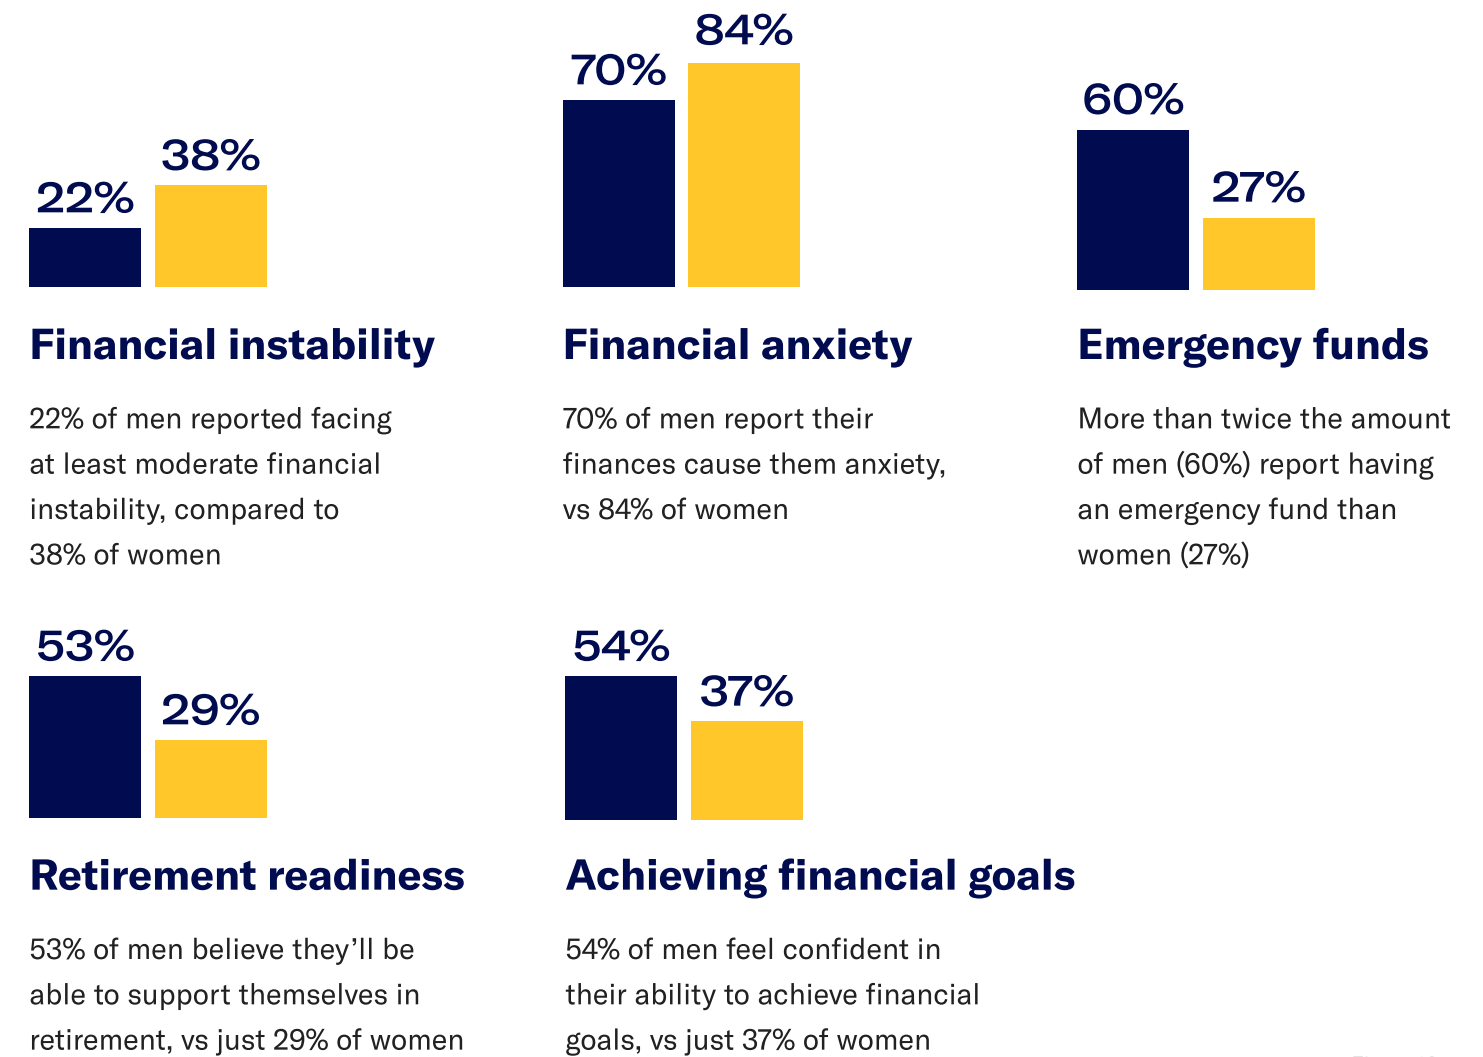 22%
38%
Financial instability
22% of men reported facing
at least moderate financial
instability, compared to
38% of women
70%
84%
Financial anxiety
70% of men report their
finances cause them anxiety,
vs 84% of women
60%
27%
Emergency funds
More than twice the amount
of men (60%) report having
an emergency fund than
women (27%)
53%
29%
Retirement readiness
53% of men believe they’ll be
able to support themselves in
retirement, vs just 29% of women
54%
37%
Achieving financial goals
54% of men feel confident in
their ability to achieve financial
goals, vs just 37% of women